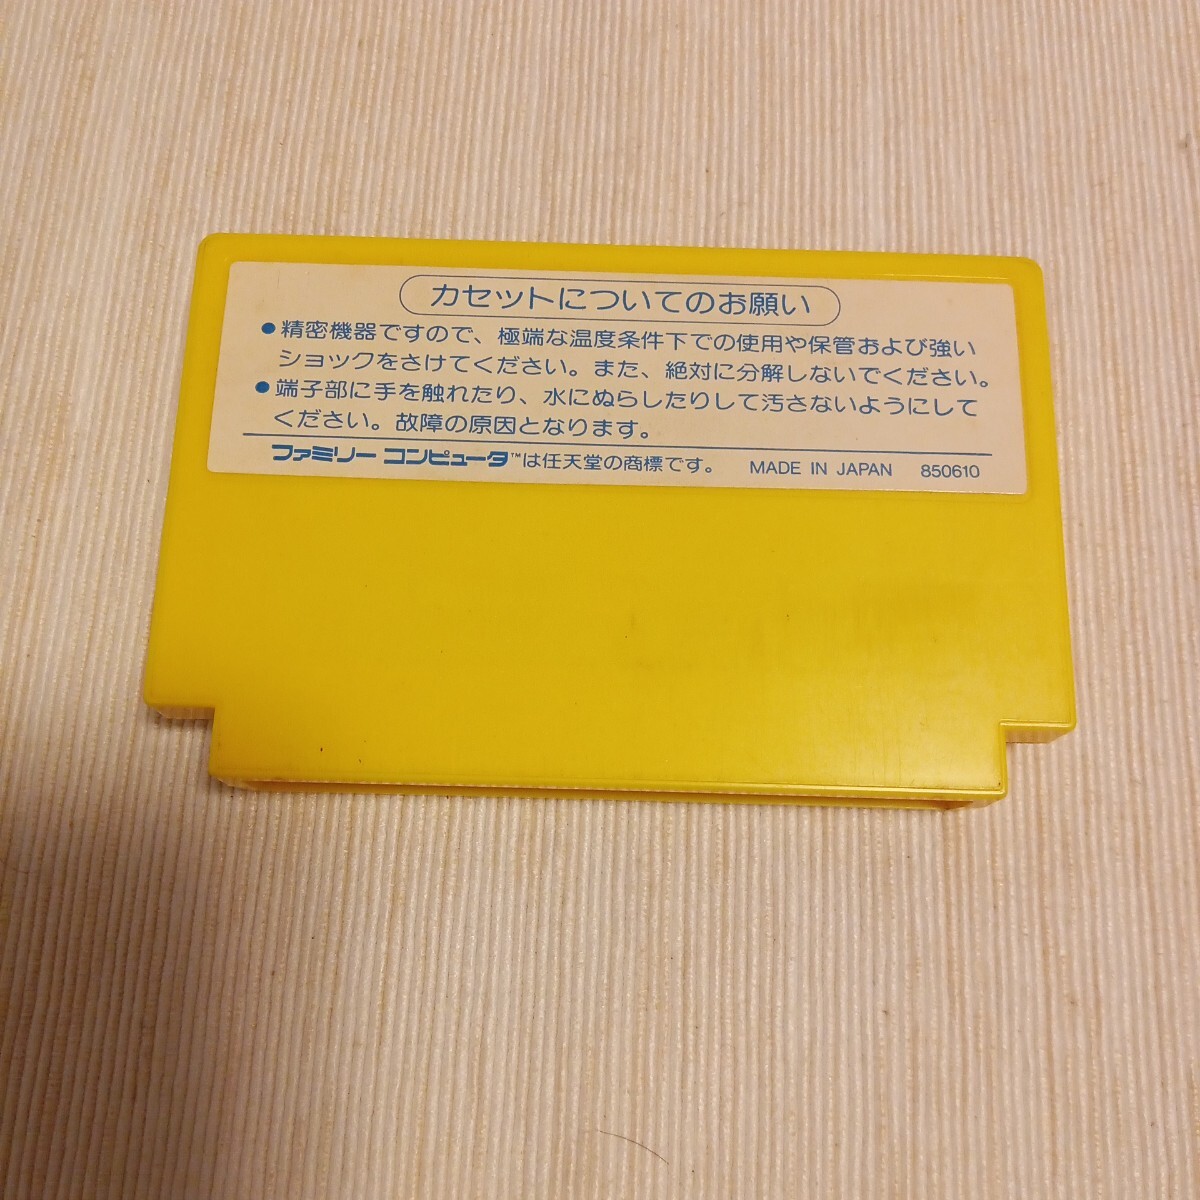 カセットについてのお願い
●精密機器ですので、極端な温度条件下での使用や保管および強い
ショックをさけてください。また、絶対に分解しないでください。
●端子部に手を触れたり、水にぬらしたりして汚さないようにして
ください。故障の原因となります。
ファミリー コンピュータ™は任天堂の商標です。 MADE IN JAPAN 850610